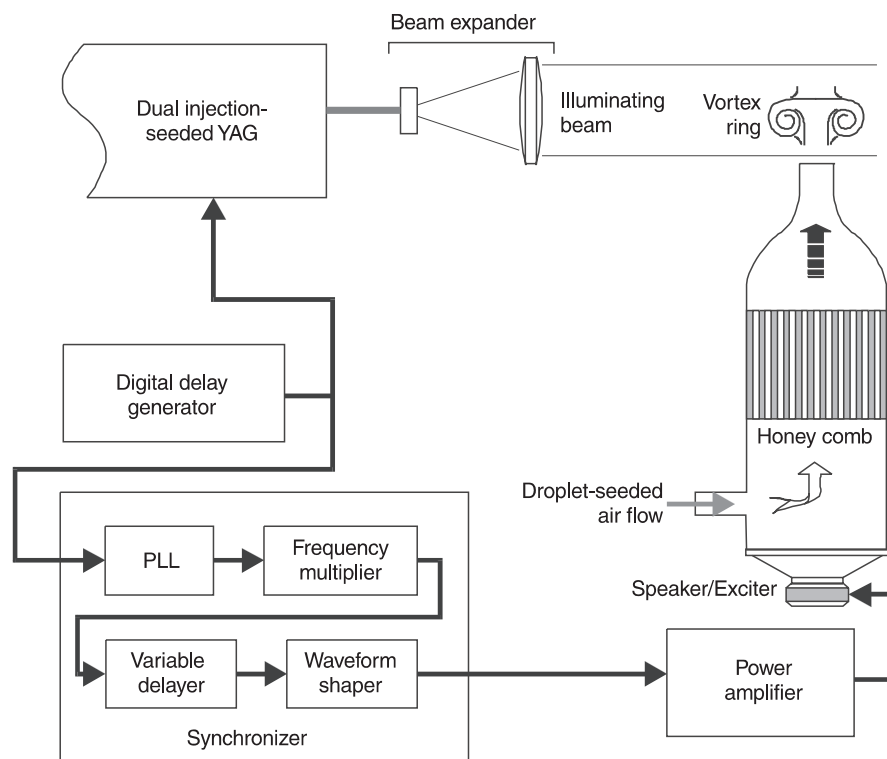 Beam expander
Dual injection-
seeded YAG
Illuminating
beam
Vortex
ring
Digital delay
generator
Honey comb
Droplet-seeded
air flow
PLL
Frequency
multiplier
Speaker/Exciter
Variable
delayer
Waveform
shaper
Power
amplifier
Synchronizer